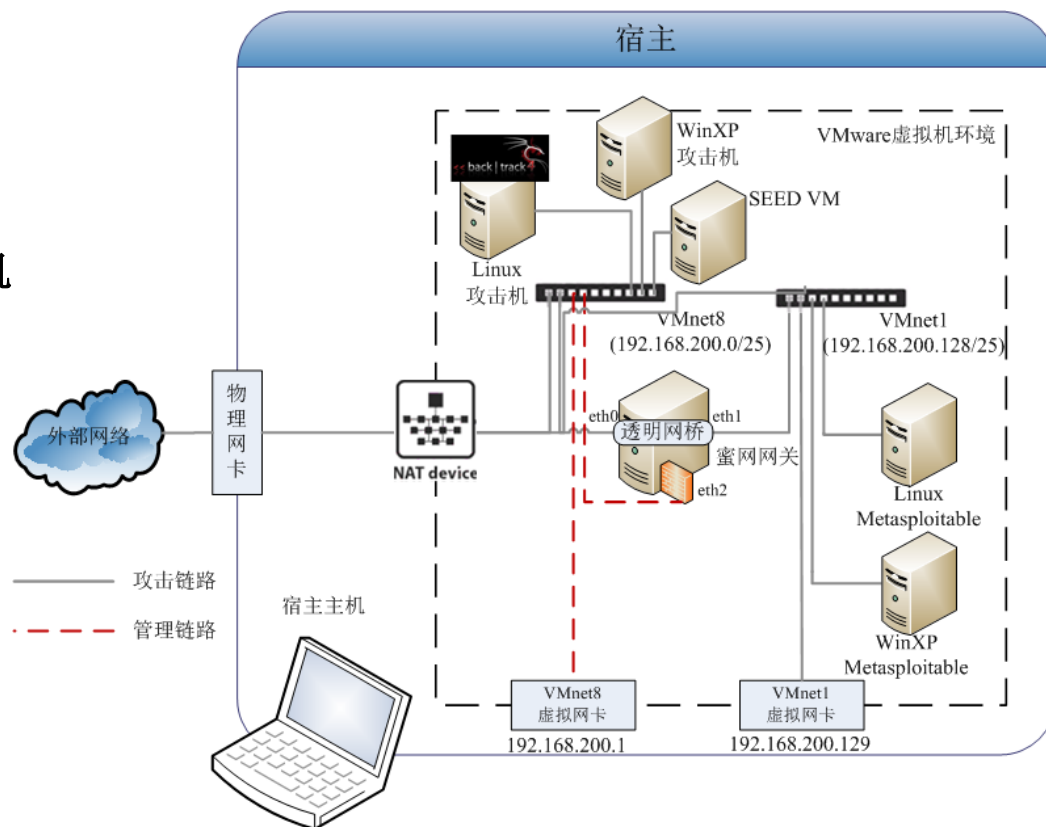 宿主
VMware虚拟机环境
WinXP
攻击机
back | track 4
SEED VM
Linux
攻击机
VMnet8
(192.168.200.0/25)
VMnet1
(192.168.200.128/25)
机
外部网络
物
理
网
卡
NAT device
eth0
eth1
透明网桥
蜜网网关
eth2
Linux
Metasploitable
攻击链路
管理链路
宿主主机
WinXP
Metasploitable
VMnet8
虚拟网卡
192.168.200.1
VMnet1
虚拟网卡
192.168.200.129